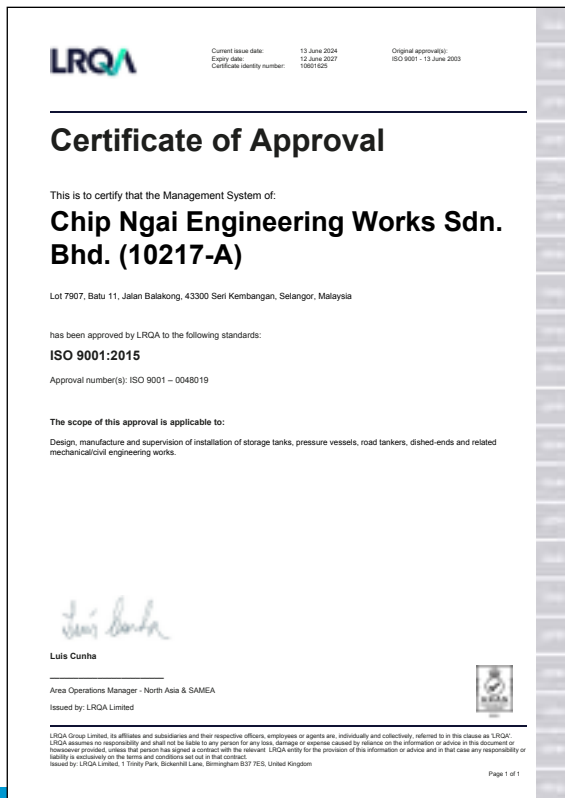 LRQA
Current issue date: 13 June 2024
Expiry date: 12 June 2027
Certificate identity number: 10601625
Original approval(s):
ISO 9001 - 13 June 2003
Certificate of Approval
This is to certify that the Management System of:
Chip Ngai Engineering Works Sdn.
Bhd. (10217-A)
Lot 7907, Batu 11, Jalan Balakong, 43300 Seri Kembangan, Selangor, Malaysia
has been approved by LRQA to the following standards:
ISO 9001:2015
Approval number(s): ISO 9001 – 0048019
The scope of this approval is applicable to:
Design, manufacture and supervision of installation of storage tanks, pressure vessels, road tankers, dished-ends and related
mechanical/civil engineering works.
Luis Cunha
Area Operations Manager - North Asia & SAMEA
Issued by: LRQA Limited
LRQA Group Limited, its affiliates and subsidiaries and their respective officers, employees or agents are, individually and collectively, referred to in this clause as 'LRQA'.
LRQA assumes no responsibility and shall not be liable to any person for any loss, damage or expense caused by reliance on the information or advice in this document or
howsoever provided, unless that person has signed a contract with the relevant LRQA entity for the provision of this information or advice and in that case any responsibility or
liability is exclusively on the terms and conditions set out in that contract.
Issued by: LRQA Limited, 1 Trinity Park, Bickenhill Lane, Birmingham B37 7ES, United Kingdom
Page 1 of 1